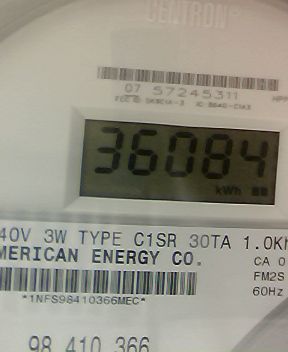 CENTRON®
07 57245311
36084
kWh
40V 3W TYPE C1SR 30TA 1.0Kh
MERICAN ENERGY CO.
CA 0
FM2S
60Hz
*1NFS98410366MEC*
98 410 366